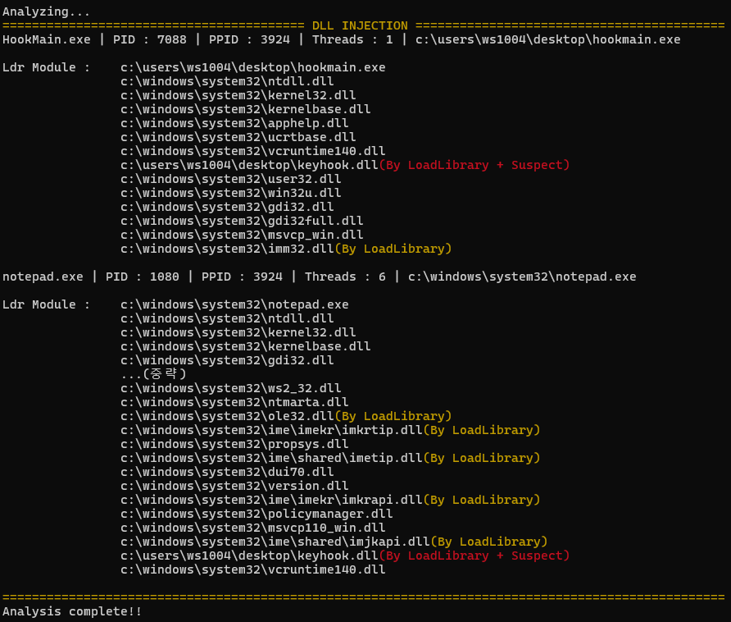 Analyzing...
========================================= DLL INJECTION ==========================================
HookMain.exe | PID : 7088 | PPID : 3924 | Threads : 1 | c:\users\ws1004\desktop\hookmain.exe
Ldr Module :    c:\users\ws1004\desktop\hookmain.exe
c:\windows\system32\ntdll.dll
c:\windows\system32\kernel32.dll
c:\windows\system32\kernelbase.dll
c:\windows\system32\apphelp.dll
c:\windows\system32\ucrtbase.dll
c:\windows\system32\vcruntime140.dll
c:\users\ws1004\desktop\keyhook.dll(By LoadLibrary + Suspect)
c:\windows\system32\user32.dll
c:\windows\system32\win32u.dll
c:\windows\system32\gdi32.dll
c:\windows\system32\gdi32full.dll
c:\windows\system32\msvcp_win.dll
c:\windows\system32\imm32.dll(By LoadLibrary)
notepad.exe | PID : 1080 | PPID : 3924 | Threads : 6 | c:\windows\system32\notepad.exe
Ldr Module :    c:\windows\system32\notepad.exe
c:\windows\system32\ntdll.dll
c:\windows\system32\kernel32.dll
c:\windows\system32\kernelbase.dll
c:\windows\system32\gdi32.dll
...(중략)
c:\windows\system32\ws2_32.dll
c:\windows\system32\ntmarta.dll
c:\windows\system32\ole32.dll(By LoadLibrary)
c:\windows\system32\ime\imekr\imkrtip.dll(By LoadLibrary)
c:\windows\system32\propsys.dll
c:\windows\system32\ime\shared\imetip.dll(By LoadLibrary)
c:\windows\system32\dui70.dll
c:\windows\system32\version.dll
c:\windows\system32\ime\imekr\imkrapi.dll(By LoadLibrary)
c:\windows\system32\policymanager.dll
c:\windows\system32\msvcp110_win.dll
c:\windows\system32\ime\shared\imjkapi.dll(By LoadLibrary)
c:\users\ws1004\desktop\keyhook.dll(By LoadLibrary + Suspect)
c:\windows\system32\vcruntime140.dll
==================================================================================================
Analysis complete!!